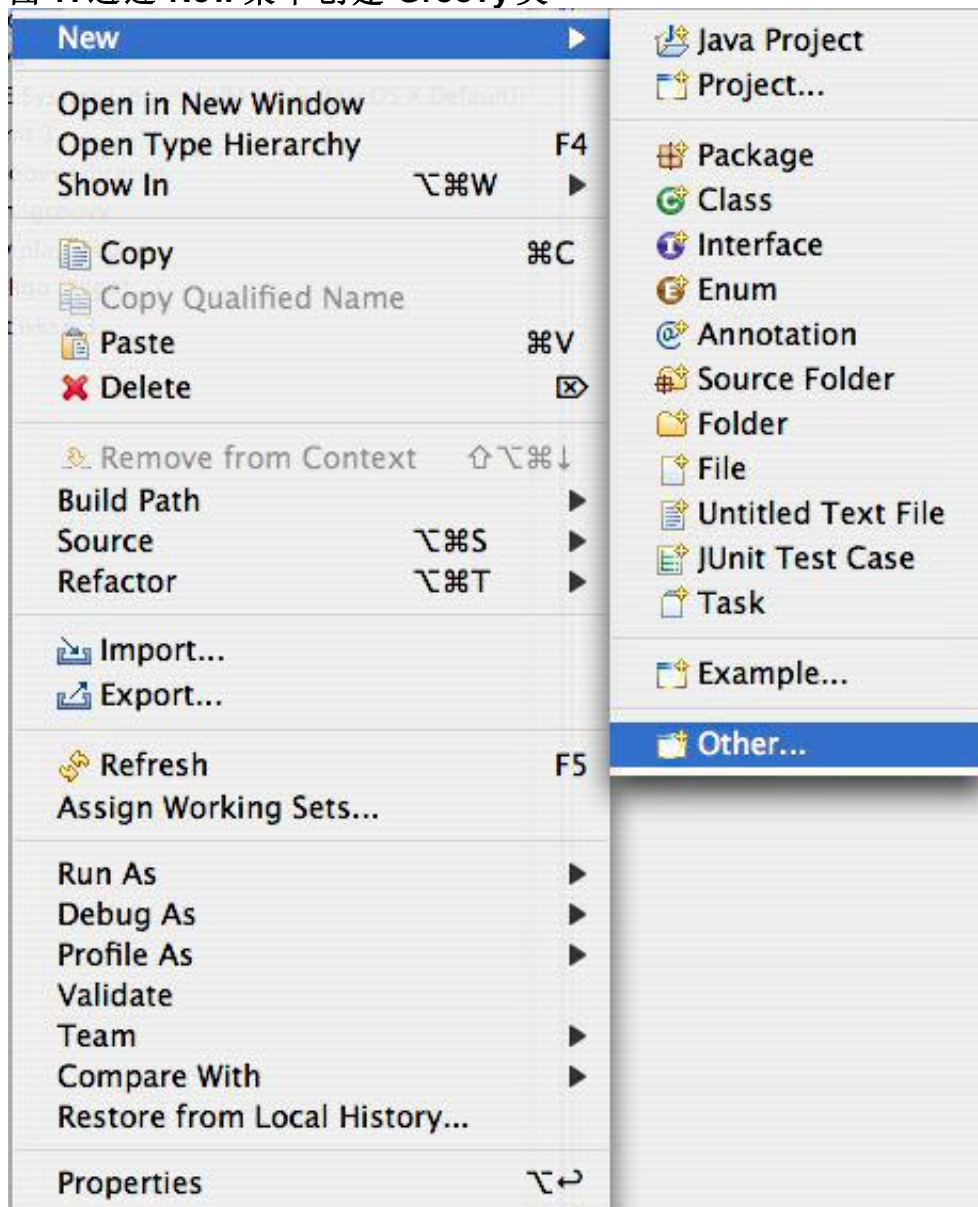 New
Open in New Window
Open Type Hierarchy F4
Show In ⌥⌘W
Copy ⌘C
Copy Qualified Name
Paste ⌘V
Delete ⌦
Remove from Context ⇧⌥⌘↓
Build Path
Source ⌥⌘S
Refactor ⌥⌘T
Import...
Export...
Refresh F5
Assign Working Sets...
Run As
Debug As
Profile As
Validate
Team
Compare With
Restore from Local History...
Properties ⌥↩
Java Project
Project...
Package
Class
Interface
Enum
Annotation
Source Folder
Folder
File
Untitled Text File
JUnit Test Case
Task
Example...
Other...